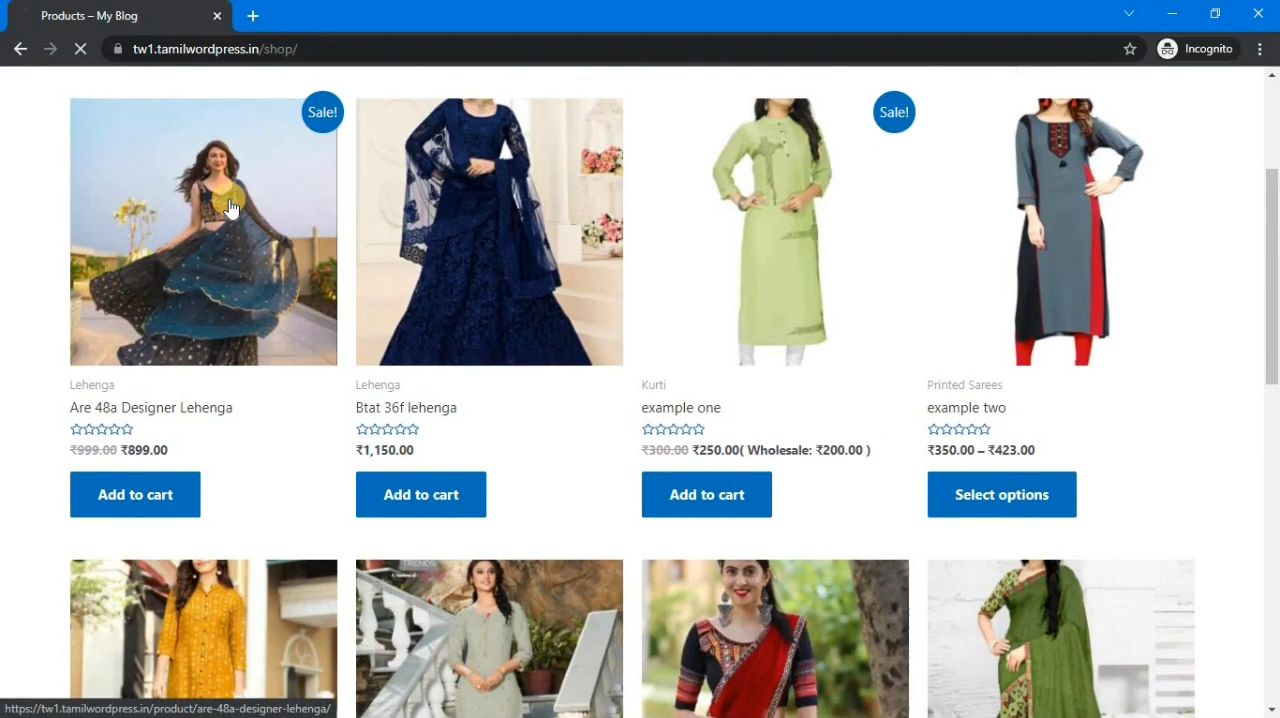 Products – My Blog
tw1.tamilwordpress.in/shop/
Incognito
Sale!
Sale!
Lehenga
Lehenga
Kurti
Printed Sarees
Are 48a Designer Lehenga
Btat 36f lehenga
example one
example two
₹999.00 ₹899.00
₹1,150.00
₹300.00 ₹250.00( Wholesale: ₹200.00 )
₹350.00 – ₹423.00
Add to cart
Add to cart
Add to cart
Select options
TRENDS
https://tw1.tamilwordpress.in/product/are-48a-designer-lehenga/